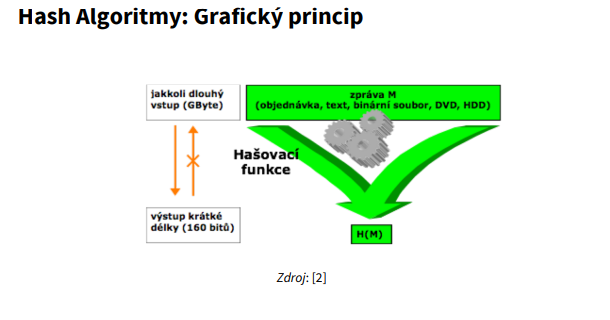 Hash Algoritmy: Grafický princip
jakkoli dlouhý
vstup (GByte)
zpráva M
(objednávka, text, binární soubor, DVD, HDD)
Hašovací
funkce
výstup krátké
délky (160 bitů)
H(M)
Zdroj: [2]